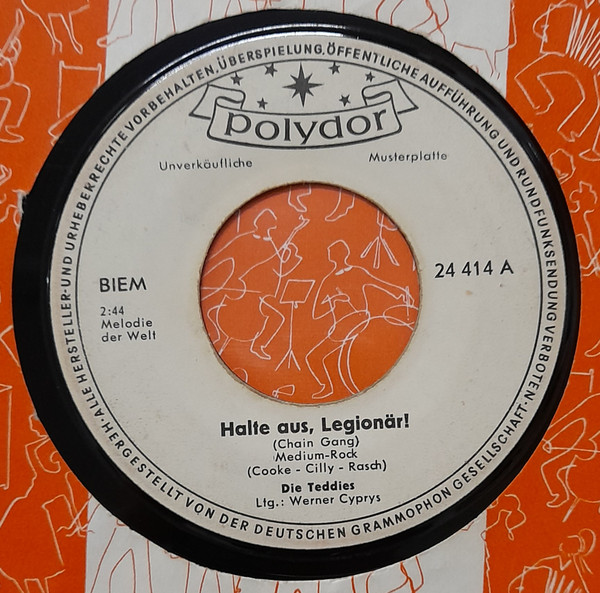 ALLE HERSTELLER- UND URHEBERRECHTE VORBEHALTEN. ÜBERSPIELUNG, ÖFFENTLICHE AUFFÜHRUNG UND RUNDFUNKSENDUNG VERBOTEN.
polydor
Unverkäufliche Musterplatte
BIEM
24 414 A
2:44
Melodie
der Welt
Halte aus, Legionär!
(Chain Gang)
Medium-Rock
(Cooke - Cilly - Rasch)
Die Teddies
Ltg.: Werner Cyprys
HERGESTELLT VON DER DEUTSCHEN GRAMMOPHON GESELLSCHAFT